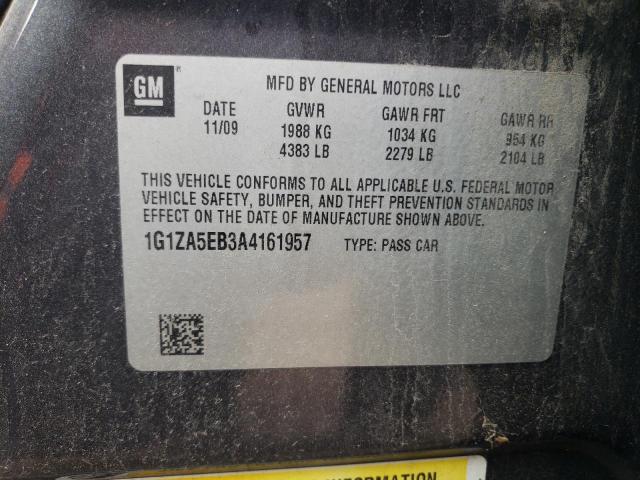 GM
MFD BY GENERAL MOTORS LLC
DATE GVWR GAWR FRT GAWR RR
11/09 1988 KG 1034 KG 954 KG
4383 LB 2279 LB 2104 LB
THIS VEHICLE CONFORMS TO ALL APPLICABLE U.S. FEDERAL MOTOR
VEHICLE SAFETY, BUMPER, AND THEFT PREVENTION STANDARDS IN
EFFECT ON THE DATE OF MANUFACTURE SHOWN ABOVE.
1G1ZA5EB3A4161957 TYPE: PASS CAR
INFORMATION